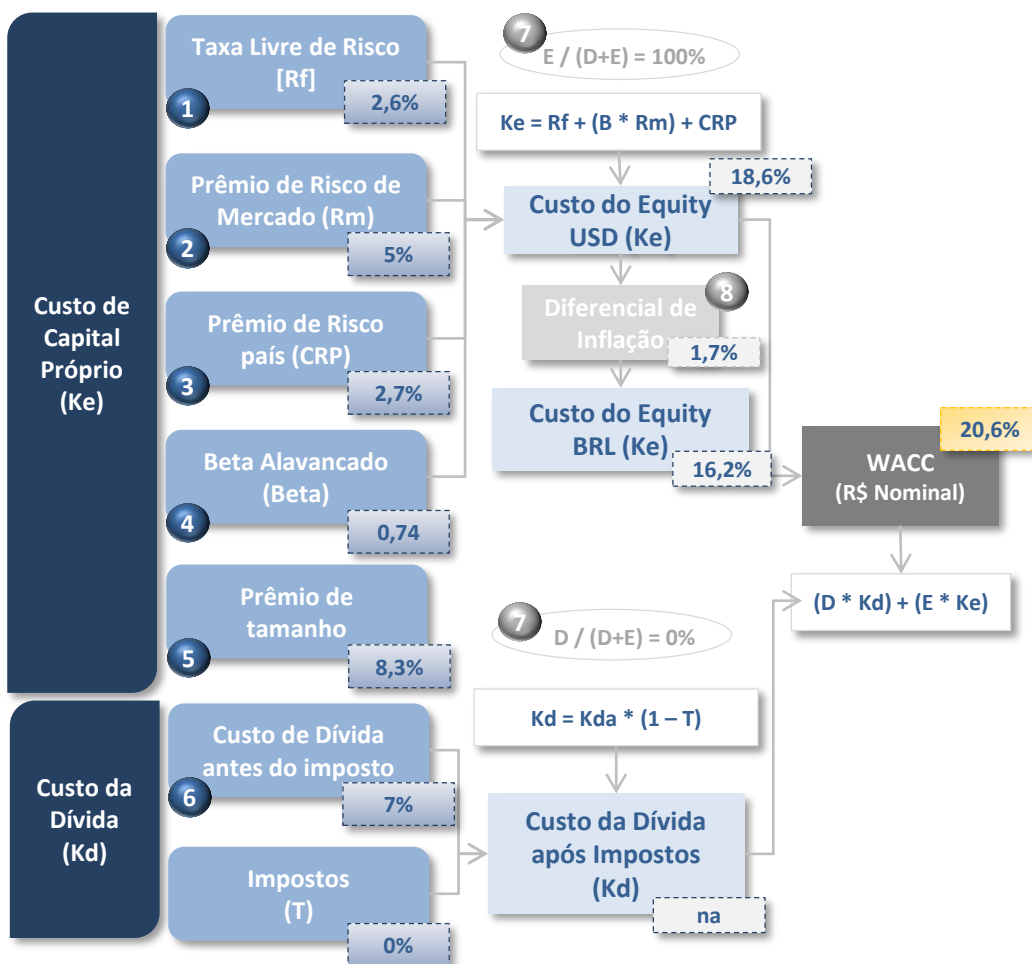 Custo de
Capital
Próprio
(Ke)
Taxa Livre de Risco
[Rf]
1
2,6%
Prêmio de Risco de
Mercado (Rm)
2
5%
Prêmio de Risco
país (CRP)
3
2,7%
Beta Alavancado
(Beta)
4
0,74
Prêmio de
tamanho
5
8,3%
7
E / (D+E) = 100%
Ke = Rf + (B * Rm) + CRP
18,6%
Custo do Equity
USD (Ke)
8
Diferencial de
Inflação
1,7%
Custo do Equity
BRL (Ke)
16,2%
20,6%
WACC
(R$ Nominal)
(D * Kd) + (E * Ke)
Custo da
Dívida
(Kd)
Custo de Dívida
antes do imposto
6
7%
Impostos
(T)
0%
7
D / (D+E) = 0%
Kd = Kda * (1 – T)
Custo da Dívida
após Impostos
(Kd)
na